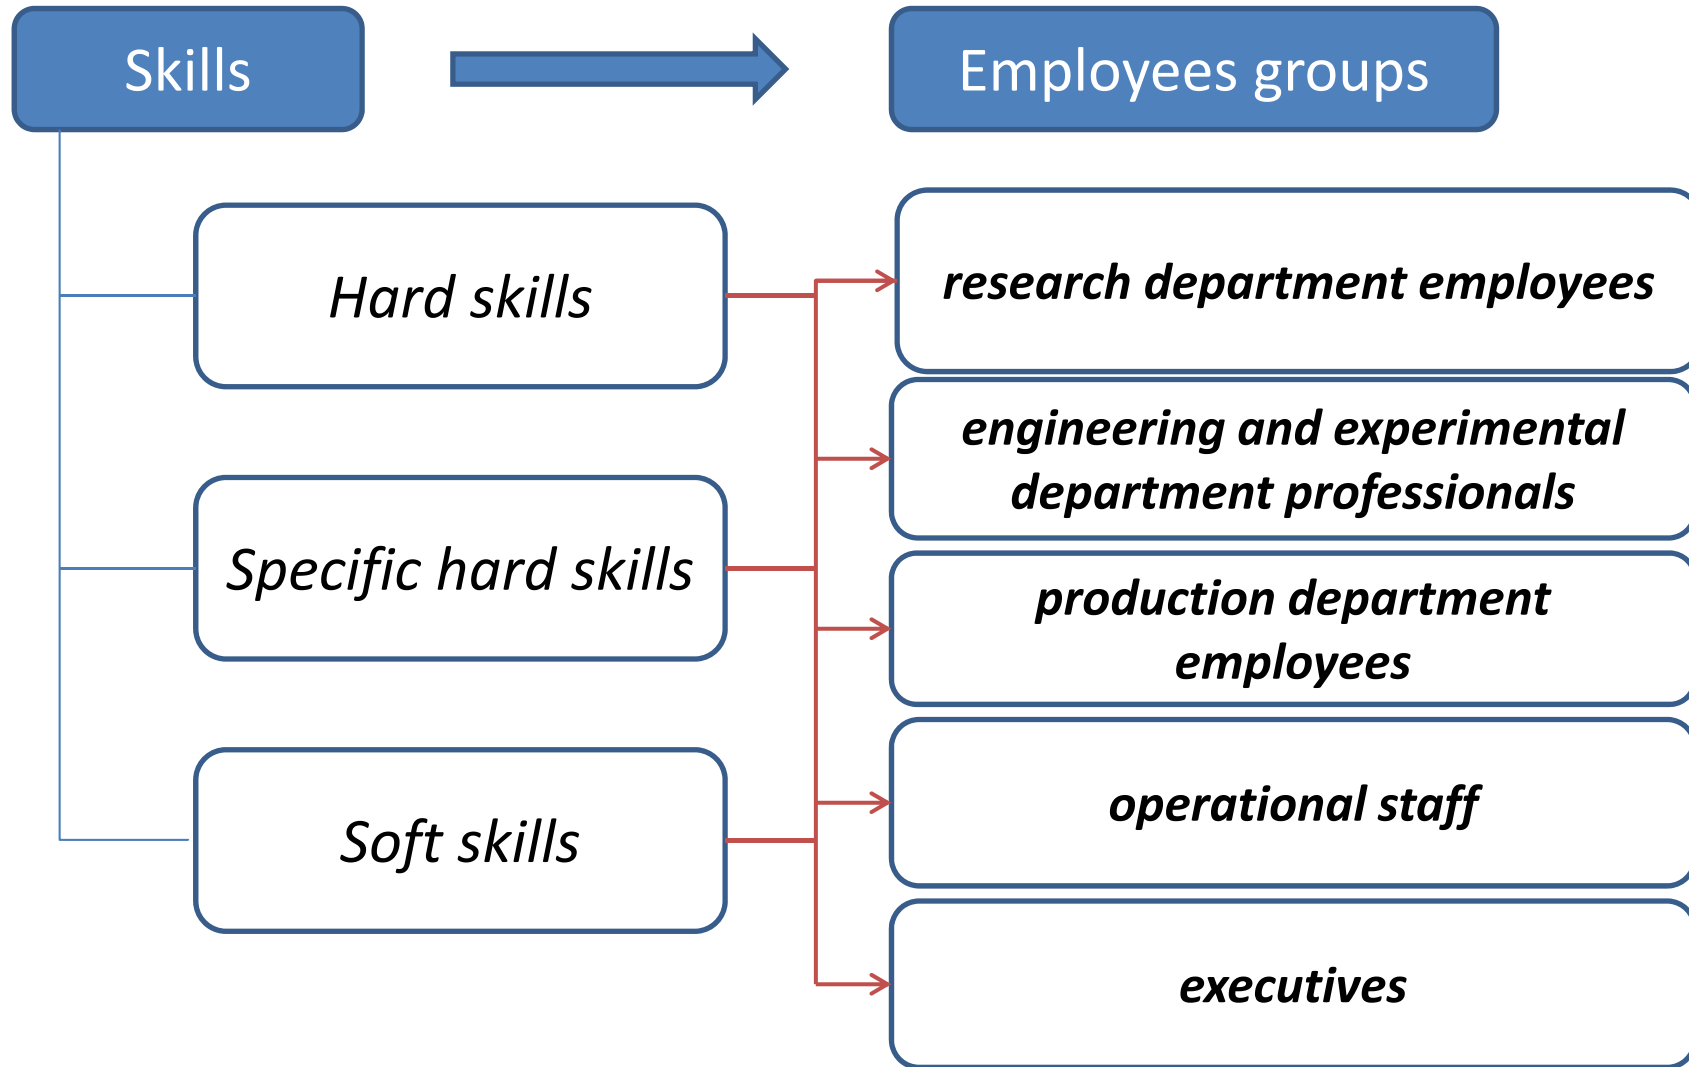 Skills
Employees groups
Hard skills
Specific hard skills
Soft skills
research department employees
engineering and experimental
department professionals
production department
employees
operational staff
executives